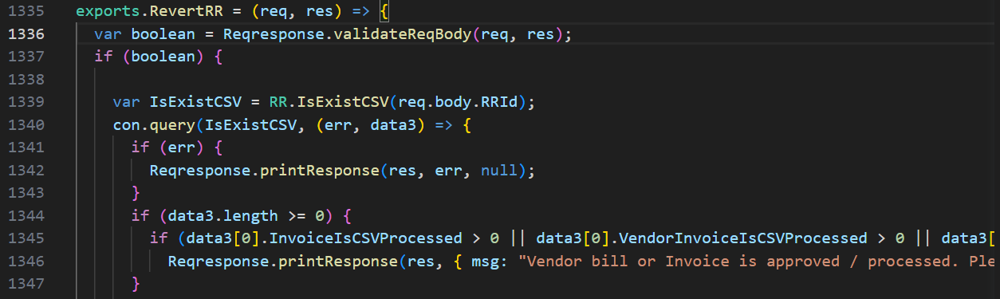 1335 exports.RevertRR = (req, res) => {
1336 var boolean = Reqresponse.validateReqBody(req, res);
1337 if (boolean) {
1338
1339 var IsExistCSV = RR.IsExistCSV(req.body.RRId);
1340 con.query(IsExistCSV, (err, data3) => {
1341 if (err) {
1342 Reqresponse.printResponse(res, err, null);
1343 }
1344 if (data3.length >= 0) {
1345 if (data3[0].InvoiceIsCSVProcessed > 0 || data3[0].VendorInvoiceIsCSVProcessed > 0 || data3[
1346 Reqresponse.printResponse(res, { msg: "Vendor bill or Invoice is approved / processed. Ple
1347 }